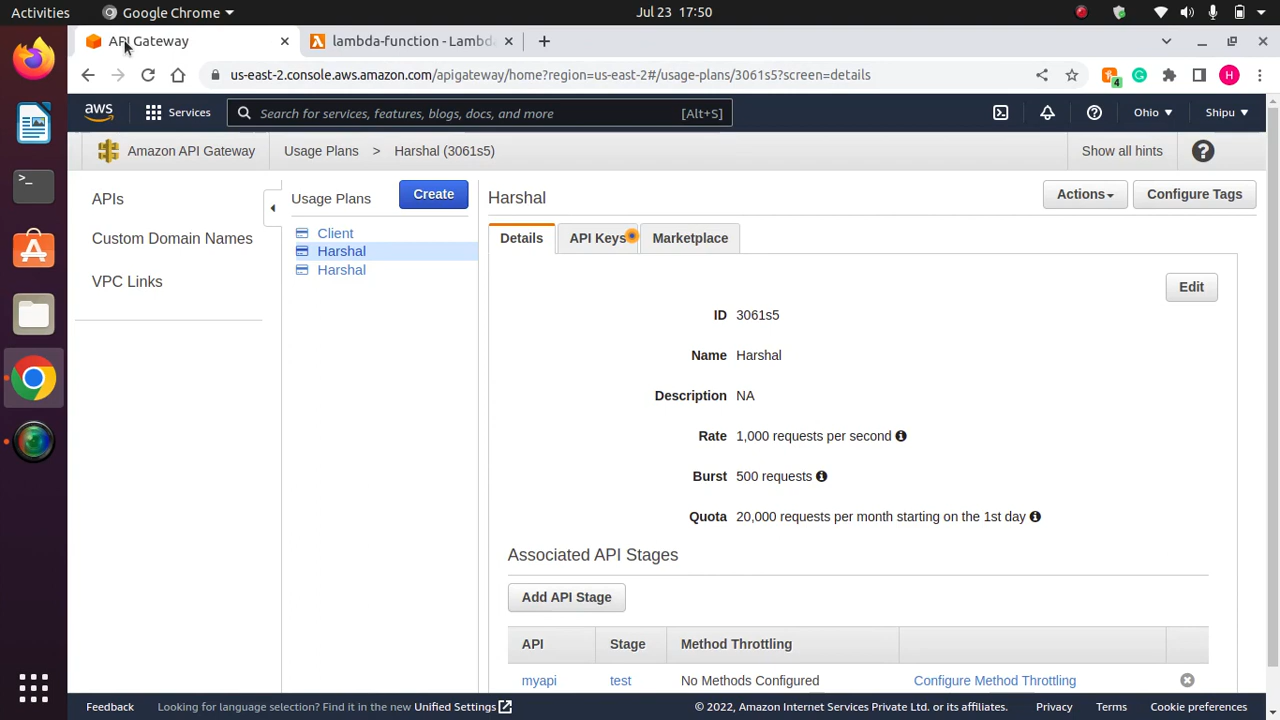 Activities
Google Chrome
Jul 23 17:50
API Gateway
lambda-function - Lambda
us-east-2.console.aws.amazon.com/apigateway/home?region=us-east-2#/usage-plans/3061s5?screen=details
4
H
aws
Services
Search for services, features, blogs, docs, and more
[Alt+S]
Ohio
Shipu
Amazon API Gateway
Usage Plans > Harshal (3061s5)
Show all hints
APIs
Custom Domain Names
VPC Links
Usage Plans
Create
Client
Harshal
Harshal
Harshal
Actions
Configure Tags
Details
API Keys
Marketplace
Edit
ID 3061s5
Name Harshal
Description NA
Rate 1,000 requests per second
Burst 500 requests
Quota 20,000 requests per month starting on the 1st day
Associated API Stages
Add API Stage
API Stage Method Throttling
myapi test No Methods Configured Configure Method Throttling
Feedback
Looking for language selection? Find it in the new Unified Settings
© 2022, Amazon Internet Services Private Ltd. or its affiliates.
Privacy
Terms
Cookie preferences